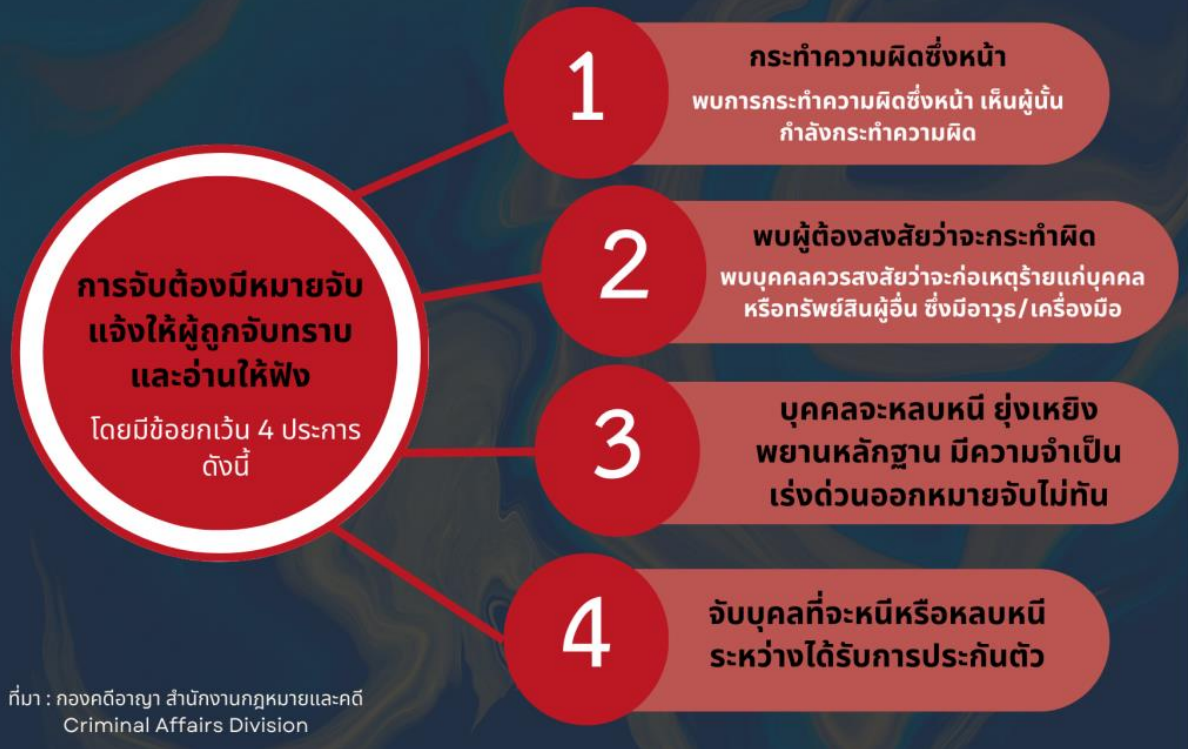 การจับต้องมีหมายจับ
แจ้งให้ผู้ถูกจับทราบ
และอ่านให้ฟัง
โดยมีข้อยกเว้น 4 ประการ
ดังนี้
1
กระทำความผิดซึ่งหน้า
พบการกระทำความผิดซึ่งหน้า เห็นผู้นั้น
กำลังกระทำความผิด
2
พบผู้ต้องสงสัยว่าจะกระทำผิด
พบบุคคลควรสงสัยว่าจะก่อเหตุร้ายแก่บุคคล
หรือทรัพย์สินผู้อื่น ซึ่งมีอาวุธ/เครื่องมือ
3
บุคคลจะหลบหนี ยุ่งเหยิง
พยานหลักฐาน มีความจำเป็น
เร่งด่วนออกหมายจับไม่ทัน
4
จับบุคลที่จะหนีหรือหลบหนี
ระหว่างได้รับการประกันตัว
ที่มา : กองคดีอาญา สำนักงานกฎหมายและคดี
Criminal Affairs Division